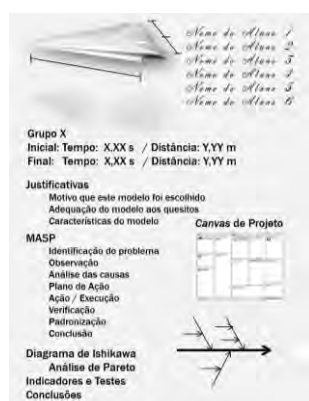 Nome do Aluno 1
Nome do Aluno 2
Nome do Aluno 3
Nome do Aluno 4
Nome do Aluno 5
Nome do Aluno 6
Grupo X
Inicial: Tempo: X,XX s / Distância: Y,YY m
Final: Tempo: X,XX s / Distância: Y,YY m
Justificativas
Motivo que este modelo foi escolhido
Adequação do modelo aos quesitos
Características do modelo
Canvas de Projeto
MASP
Identificação do problema
Observação
Análise das causas
Plano de Ação
Ação / Execução
Verificação
Padronização
Conclusão
Diagrama de Ishikawa
Análise de Pareto
Indicadores e Testes
Conclusões